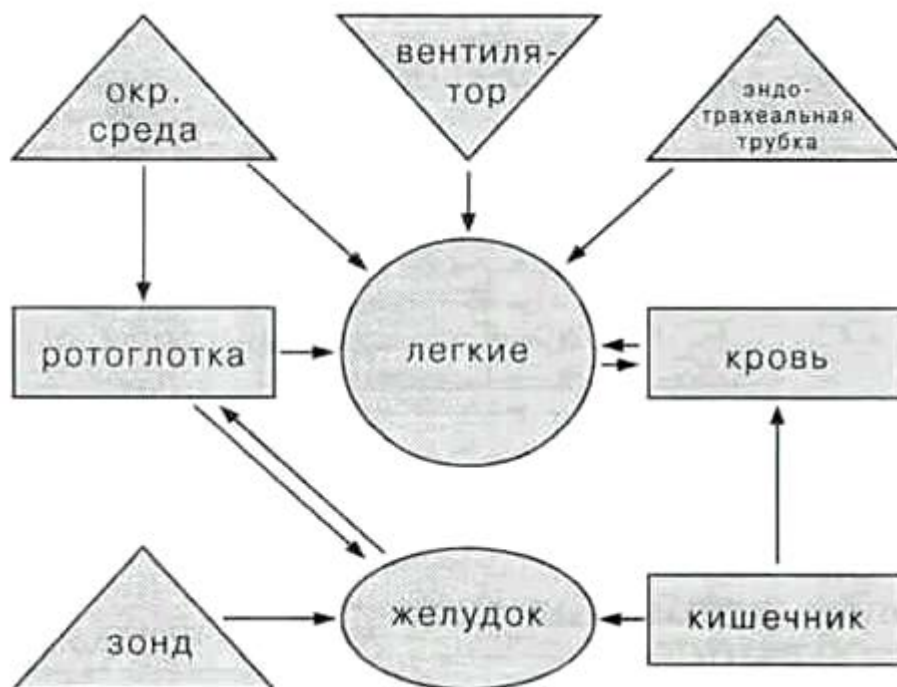 окр.
среда
вентиля-
тор
эндо-
трахеальная
трубка
ротоглотка
легкие
кровь
зонд
желудок
кишечник